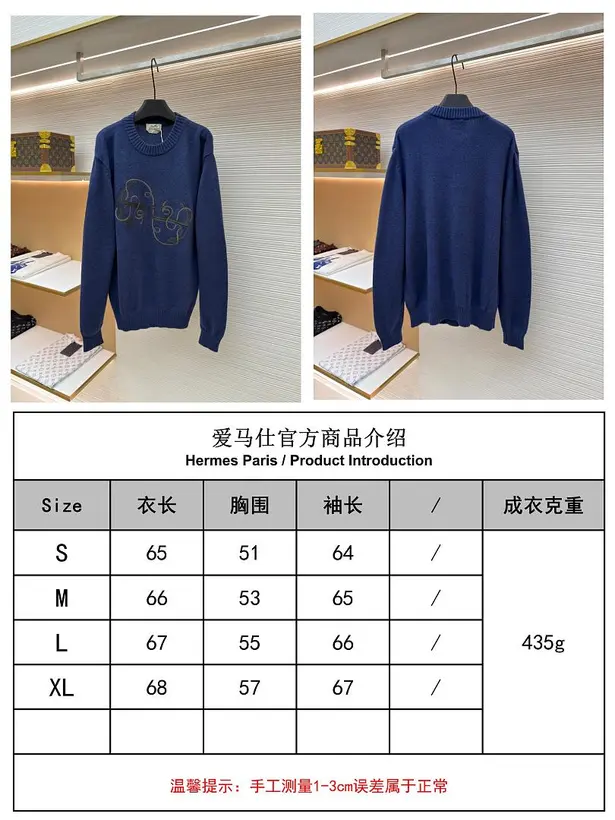 爱马仕官方商品介绍
Hermes Paris / Product Introduction
Size 衣长 胸围 袖长 / 成衣克重
S 65 51 64 /
M 66 53 65 /
L 67 55 66 /
XL 68 57 67 /
435g
温馨提示：手工测量1-3cm误差属于正常